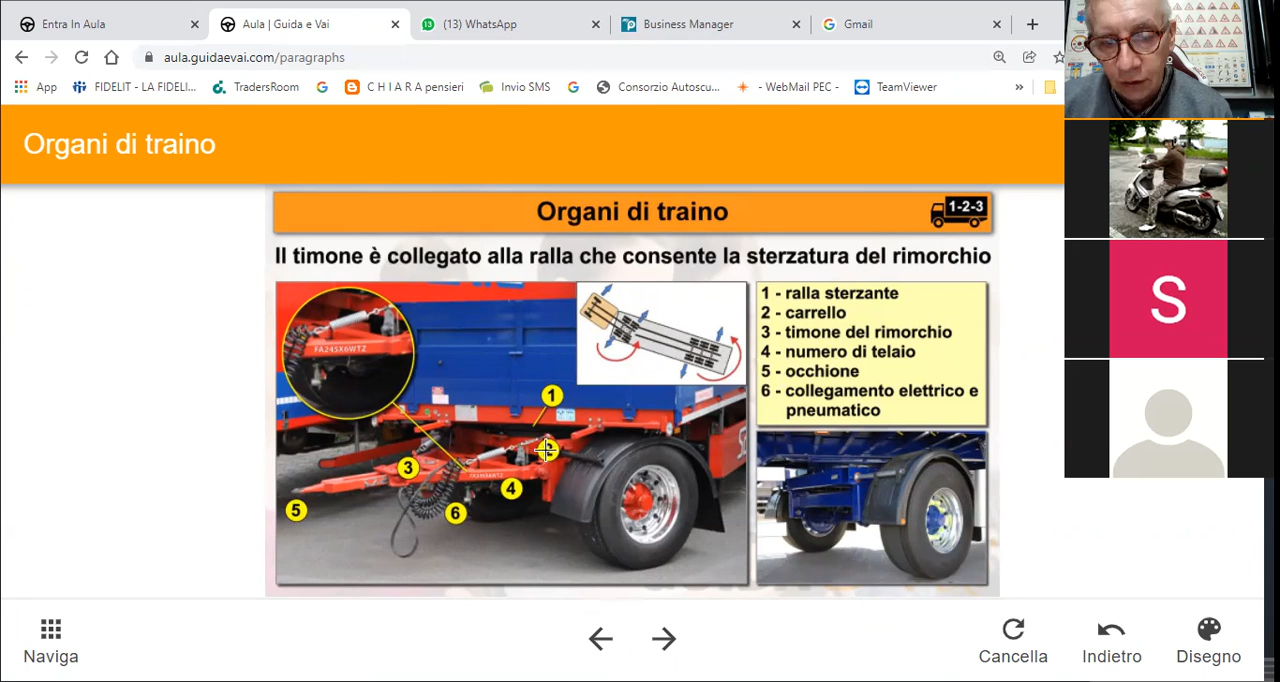 Entra In Aula
Aula | Guida e Vai
(13) WhatsApp
Business Manager
Gmail
aula.guidaevai.com/paragraphs
App
FIDELIT - LA FIDELI...
TradersRoom
C H I A R A pensieri
Invio SMS
Consorzio Autoscu...
- WebMail PEC -
TeamViewer
»
Organi di traino
Organi di traino
1-2-3
Il timone è collegato alla ralla che consente la sterzatura del rimorchio
FA245X6WTZ
1 - ralla sterzante
2 - carrello
3 - timone del rimorchio
4 - numero di telaio
5 - occhione
6 - collegamento elettrico e
pneumatico
1
3
4
5
6
S
Naviga
Cancella
Indietro
Disegno